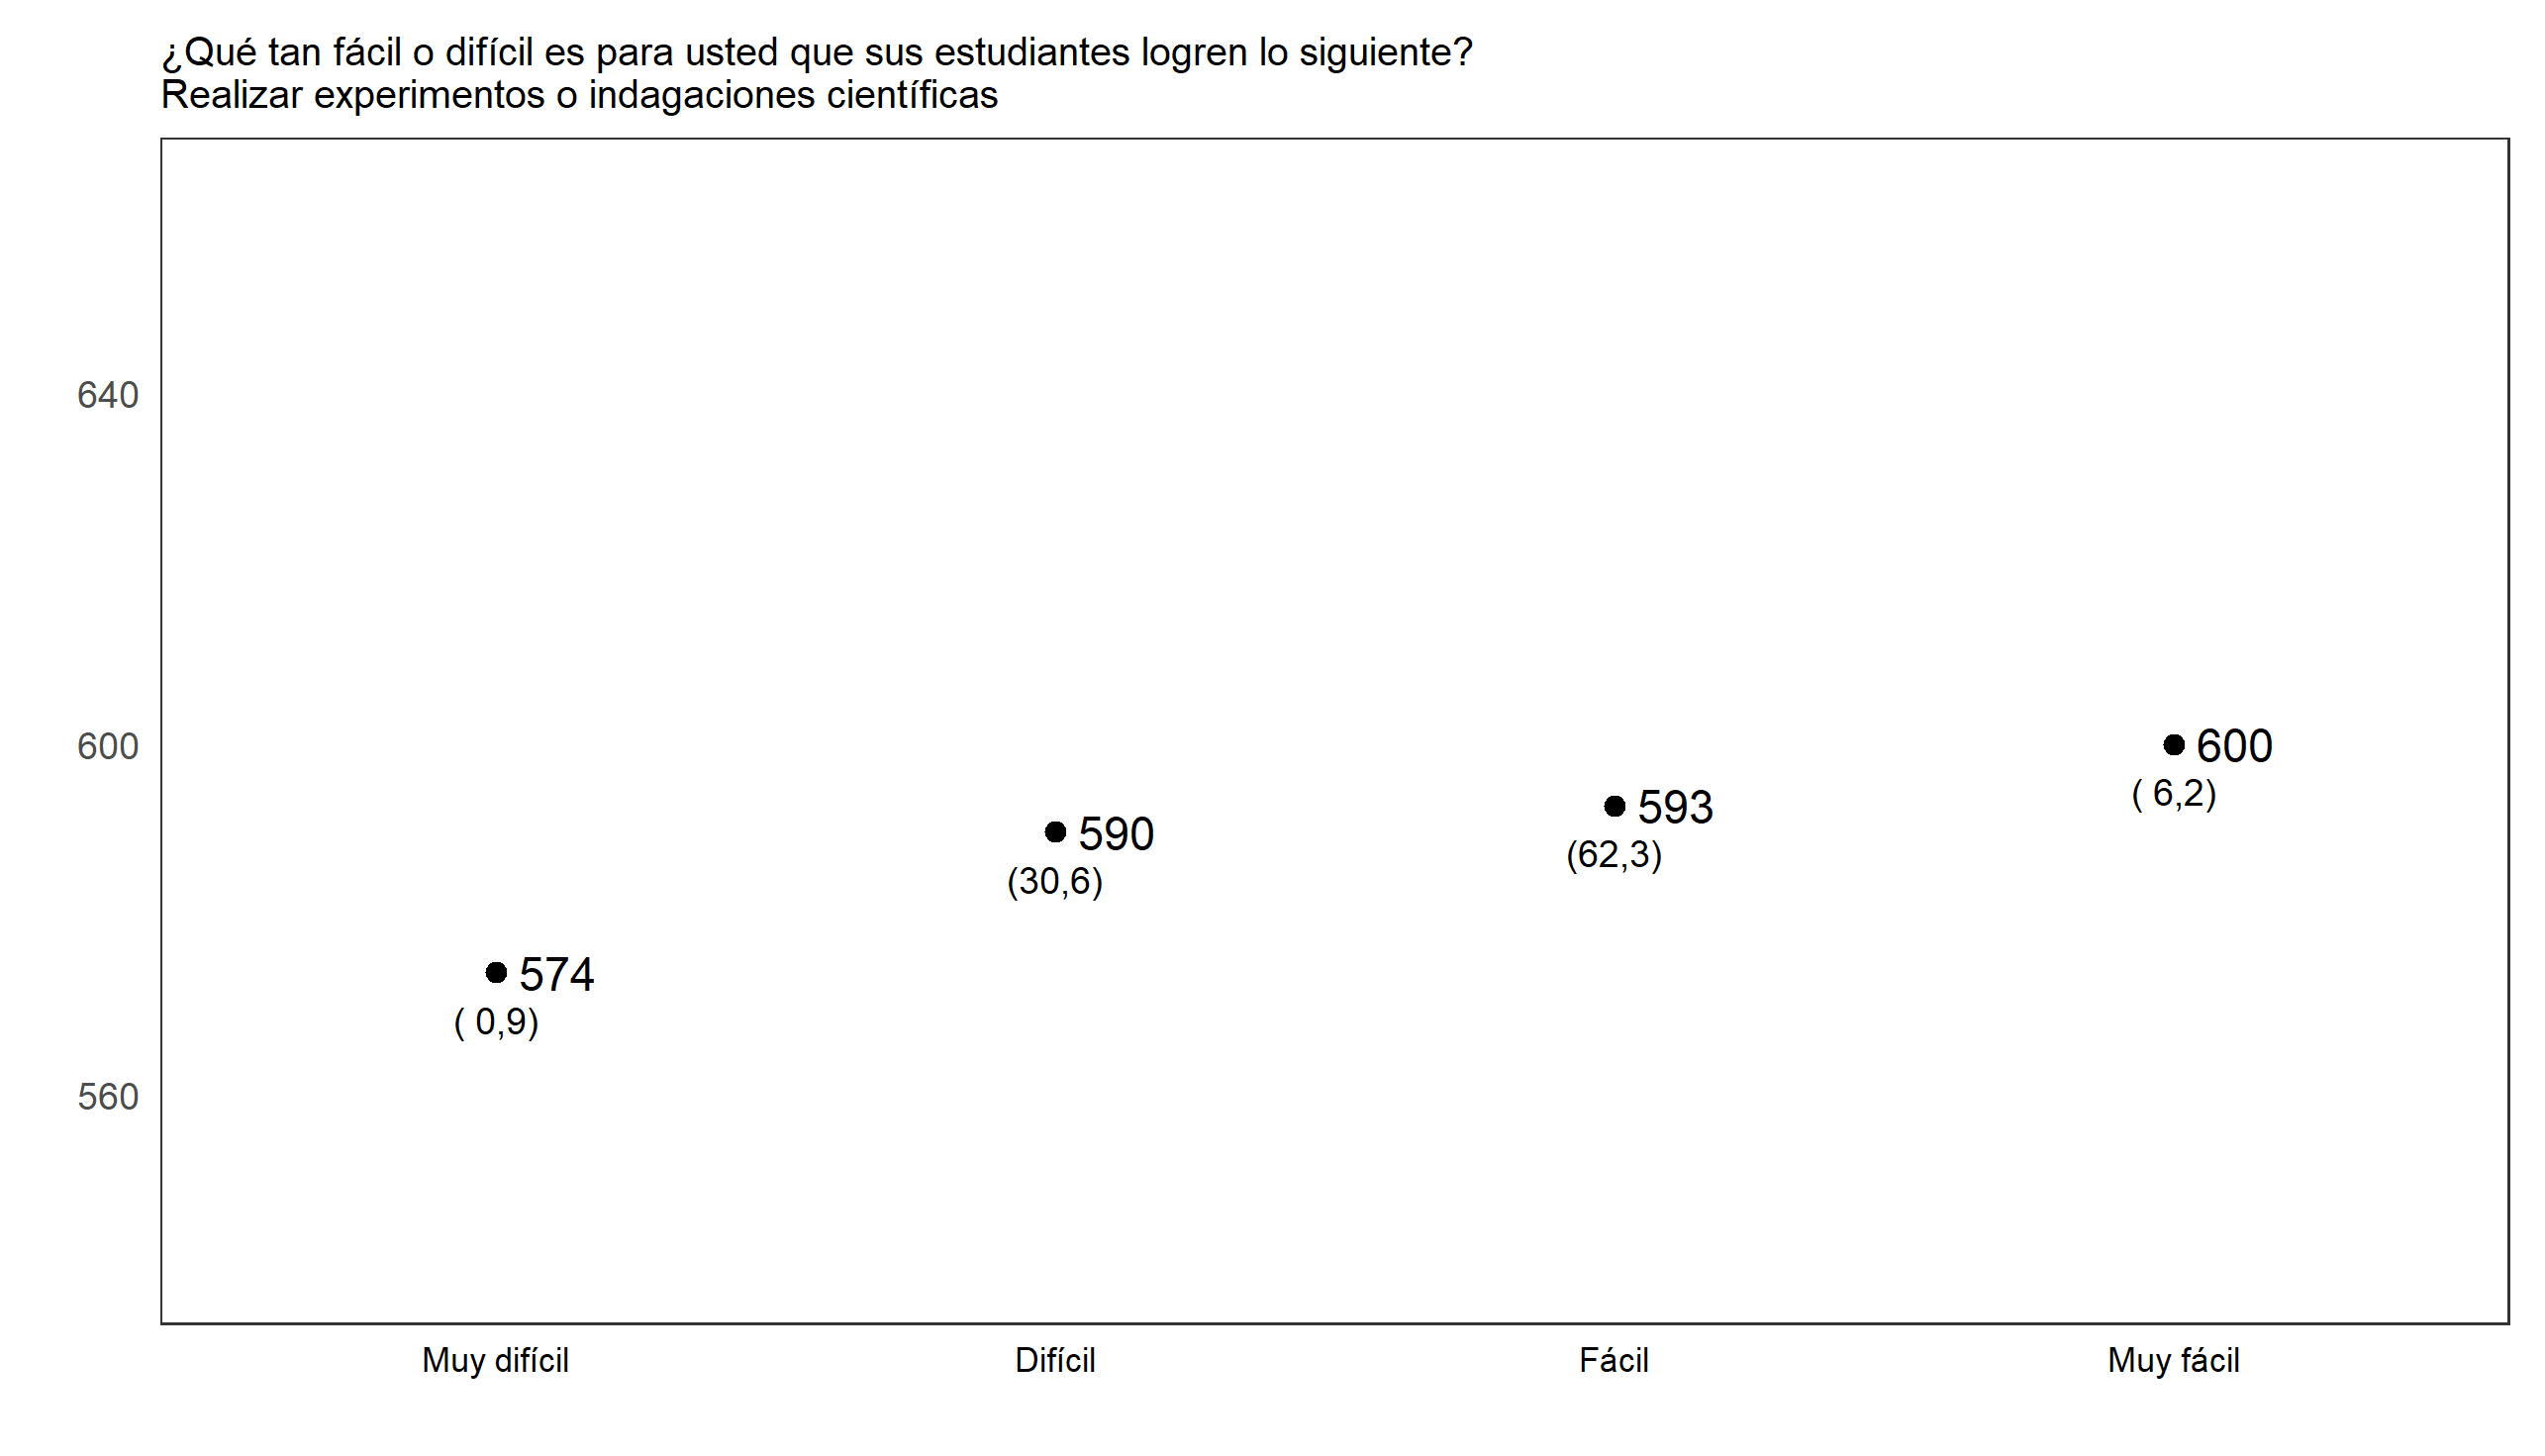 ¿Qué tan fácil o difícil es para usted que sus estudiantes logren lo siguiente?
Realizar experimentos o indagaciones científicas
640
600
560
574
( 0,9)
590
(30,6)
593
(62,3)
600
( 6,2)
Muy difícil
Difícil
Fácil
Muy fácil